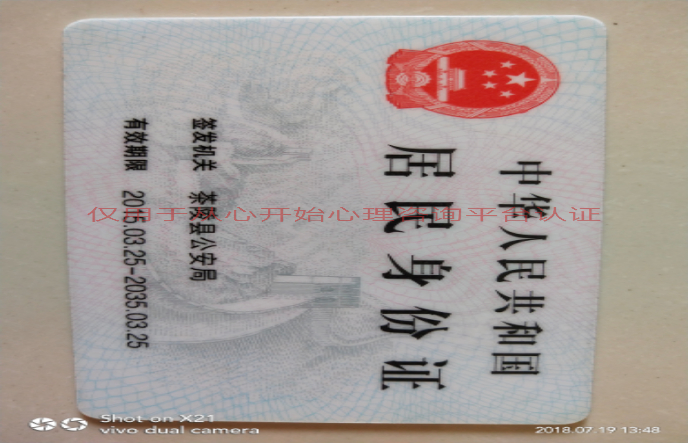 中华人民共和国
居民身份证
签发机关 茶陵县公安局
有效期限 2015.03.25-2035.03.25
仅用于心开始心理咨询平台认证
Shot on X21
vivo dual camera
2018.07.19 13:48